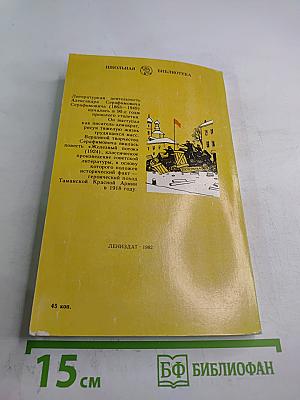 ШКОЛЬНАЯ БИБЛИОТЕКА
Литературная деятельность
Александра Серафимовича
Серафимовича (1863—1949)
началась в 90-х годах
прошлого столетия.
Он выступал
как писатель-демократ,
рисуя тяжелую жизнь
трудящихся масс.
Вершиной творчества
Серафимовича явилась
повесть «Железный поток»
(1924), классическое
произведение советской
литературы, в основу
которого положен
исторический факт —
героический поход
Таманской Красной Армии
в 1918 году.
ЛЕНИЗДАТ · 1982
45 коп.
15 см
БФ БИБЛИОФАН